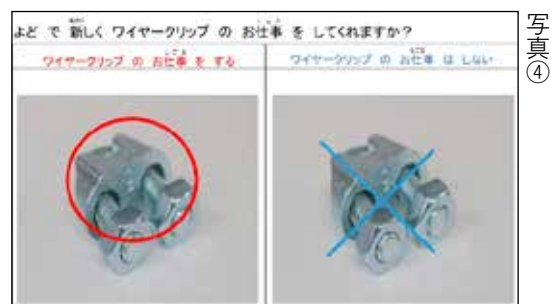 よど で 新しく ワイヤークリップ の お仕事 を してくれますか？
ワイヤークリップ の お仕事 を する
ワイヤークリップ の お仕事 は しない
写真④